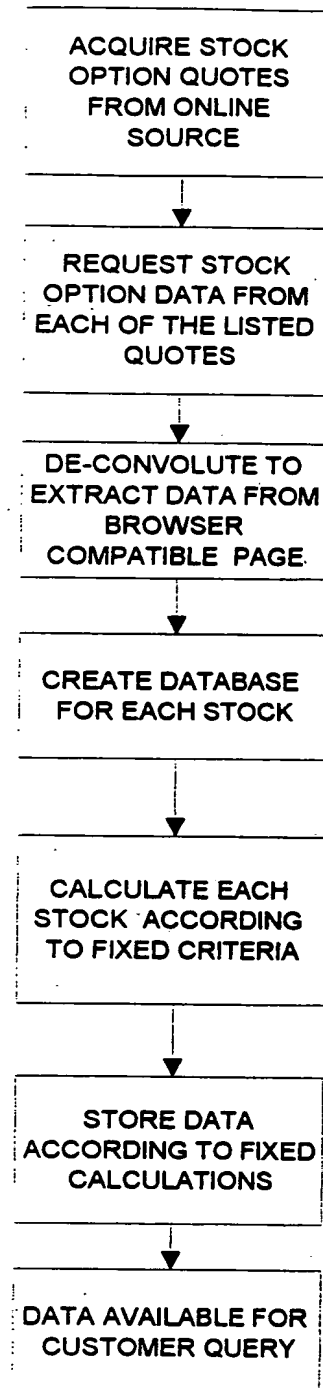 ACQUIRE STOCK
OPTION QUOTES
FROM ONLINE
SOURCE
REQUEST STOCK
OPTION DATA FROM
EACH OF THE LISTED
QUOTES
DE-CONVOLUTE TO
EXTRACT DATA FROM
BROWSER
COMPATIBLE PAGE
CREATE DATABASE
FOR EACH STOCK
CALCULATE EACH
STOCK ACCORDING
TO FIXED CRITERIA
STORE DATA
ACCORDING TO FIXED
CALCULATIONS
DATA AVAILABLE FOR
CUSTOMER QUERY